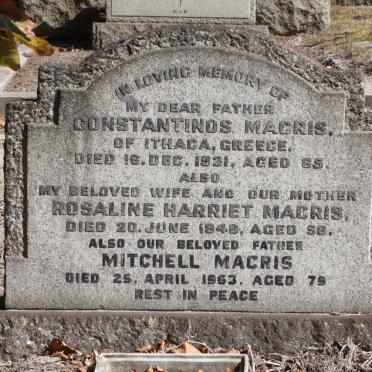 IN LOVING MEMORY OF
MY DEAR FATHER
CONSTANTINOS MACRIS,
OF ITHACA, GREECE,
DIED 16. DEC. 1931, AGED 65.
ALSO
MY BELOVED WIFE AND OUR MOTHER
ROSALINE HARRIET MACRIS,
DIED 20. JUNE 1948, AGED 58.
ALSO OUR BELOVED FATHER
MITCHELL MACRIS
DIED 25. APRIL 1963, AGED 79
REST IN PEACE